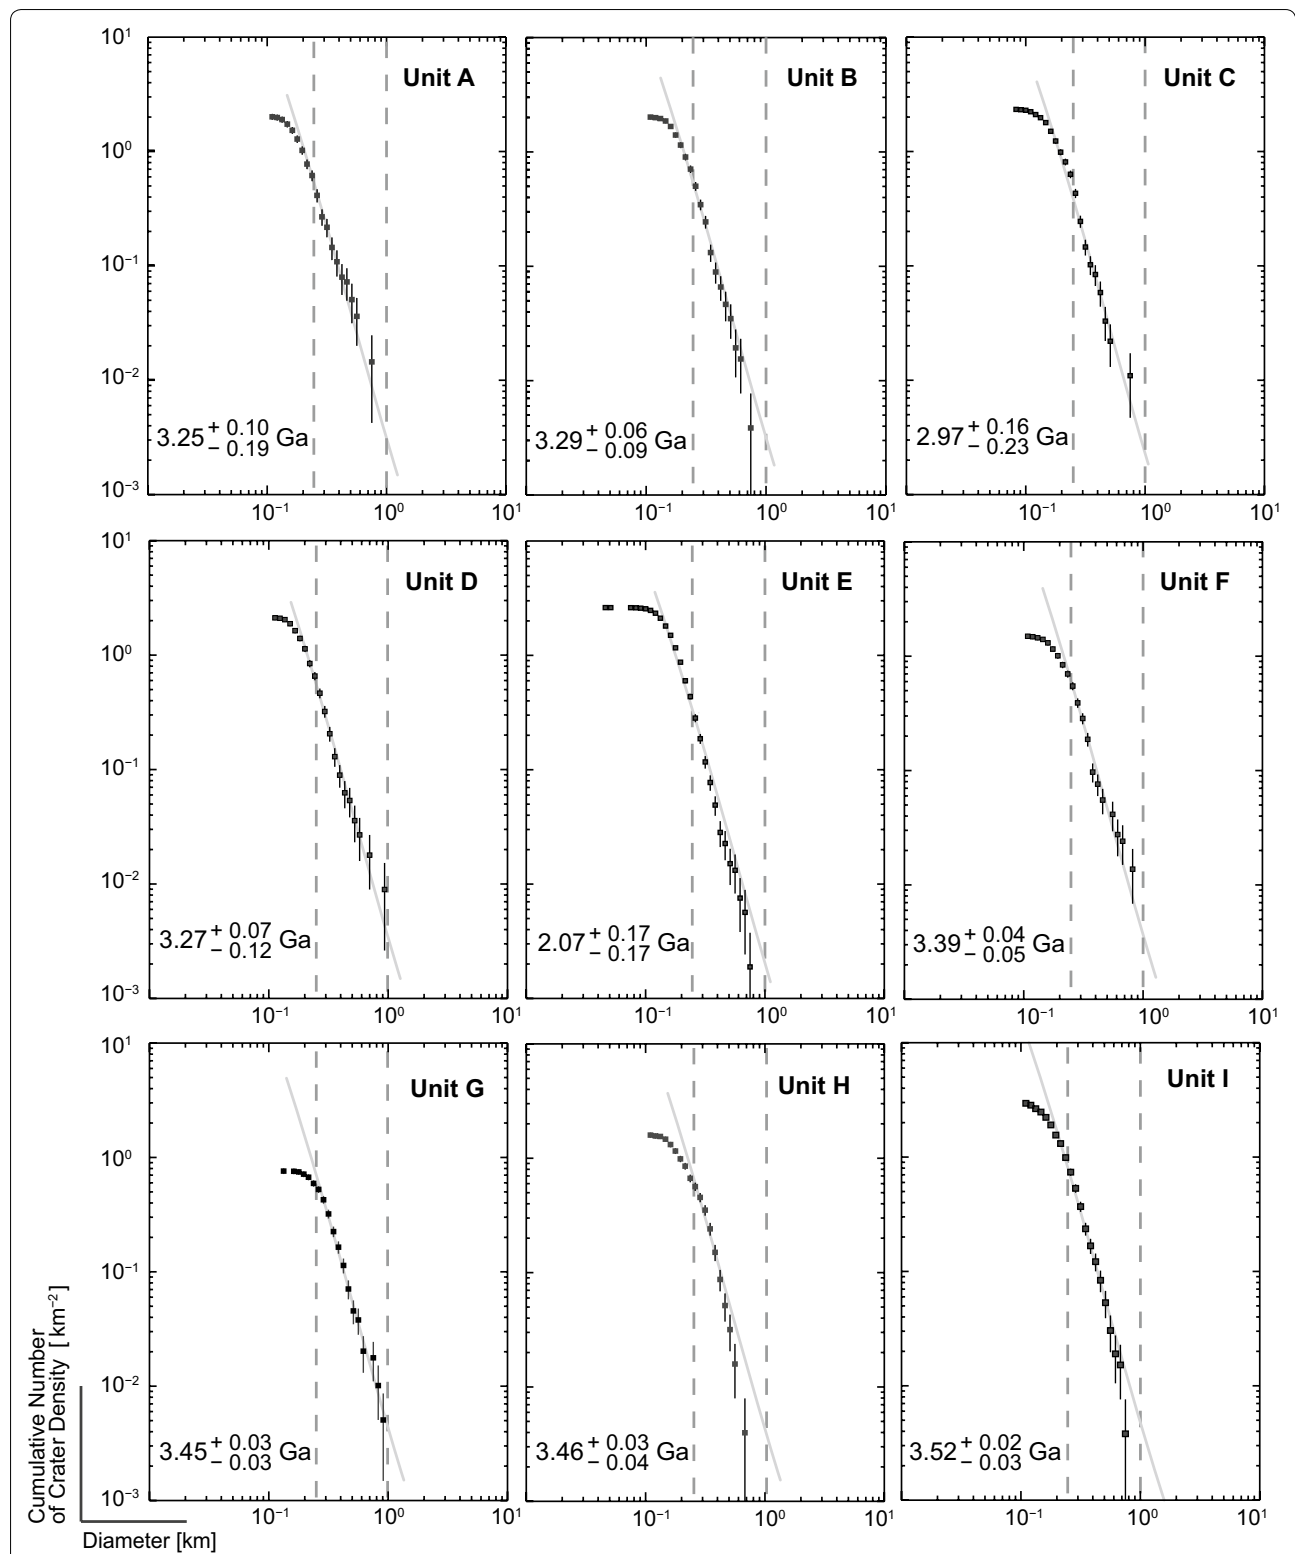 Unit A
Unit B
Unit C
10¹
10⁰
10⁻¹
10⁻²
10⁻³
3.25 + 0.10 − 0.19 Ga
3.29 + 0.06 − 0.09 Ga
2.97 + 0.16 − 0.23 Ga
10⁻¹ 10⁰ 10¹
10⁻¹ 10⁰ 10¹
10⁻¹ 10⁰ 10¹
Unit D
Unit E
Unit F
10¹
10⁰
10⁻¹
10⁻²
10⁻³
3.27 + 0.07 − 0.12 Ga
2.07 + 0.17 − 0.17 Ga
3.39 + 0.04 − 0.05 Ga
10⁻¹ 10⁰ 10¹
10⁻¹ 10⁰ 10¹
10⁻¹ 10⁰ 10¹
Unit G
Unit H
Unit I
10¹
10⁰
10⁻¹
10⁻²
10⁻³
3.45 + 0.03 − 0.03 Ga
3.46 + 0.03 − 0.04 Ga
3.52 + 0.02 − 0.03 Ga
10⁻¹ 10⁰ 10¹
10⁻¹ 10⁰ 10¹
10⁻¹ 10⁰ 10¹
Cumulative Number
of Crater Density [ km⁻² ]
Diameter [km]